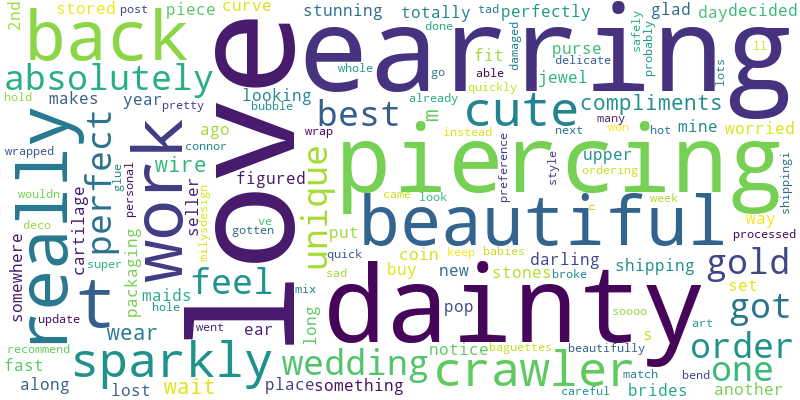 2nd
stored
post
piece
curve
stunning
totally
tad
perfectly
glad
day
decided
back
love
earring
done
damaged
delicate
safely
probably
lots
absolutely
hold
makes
year
pretty
looking
bubble
whole
able
go
quickly
fit
purse
jewel
ll
best
cute
compliments
really
perfect
work
ago
connor
already
wrap
m
instead
won
next
many
hot
mine
worried
wrapped
glue
personal
wire
figured
unique
piercing
preference
style
upper
ordering
shippingi
wouldn
deco
cartilage
seller
milysdesign
ve
gotten
came
look
beautiful
n
week
way
processed
somewhere
t
super
packaging
put
quick
sad
coin
buy
keep
babies
new
stones
darling
broke
shipping
gold
set
update
maids
hole
feel
mix
long
dainty
pop
s
art
got
wear
went
ear
fast
recommend
sparkly
wedding
notice
baguettes
beautifully
crawler
match
bend
order
one
along
lost
wait
place
something
careful
brides
another
soooo